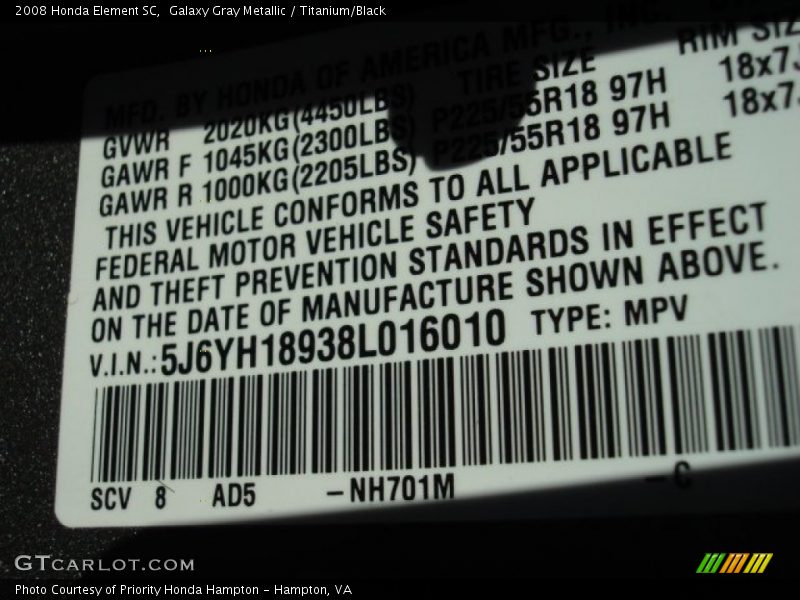 2008 Honda Element SC, Galaxy Gray Metallic / Titanium/Black
MFD. BY HONDA OF AMERICA MFG., INC.
GVWR 2020KG(4450LBS) TIRE SIZE RIM SIZ
GAWR F 1045KG(2300LBS) P225/55R18 97H 18x7J
GAWR R 1000KG(2205LBS) P225/55R18 97H 18x7J
THIS VEHICLE CONFORMS TO ALL APPLICABLE
FEDERAL MOTOR VEHICLE SAFETY
AND THEFT PREVENTION STANDARDS IN EFFECT
ON THE DATE OF MANUFACTURE SHOWN ABOVE.
V.I.N.: 5J6YH18938L016010 TYPE: MPV
SCV 8 AD5 -NH701M -C
GTCARLOT.COM
Photo Courtesy of Priority Honda Hampton - Hampton, VA